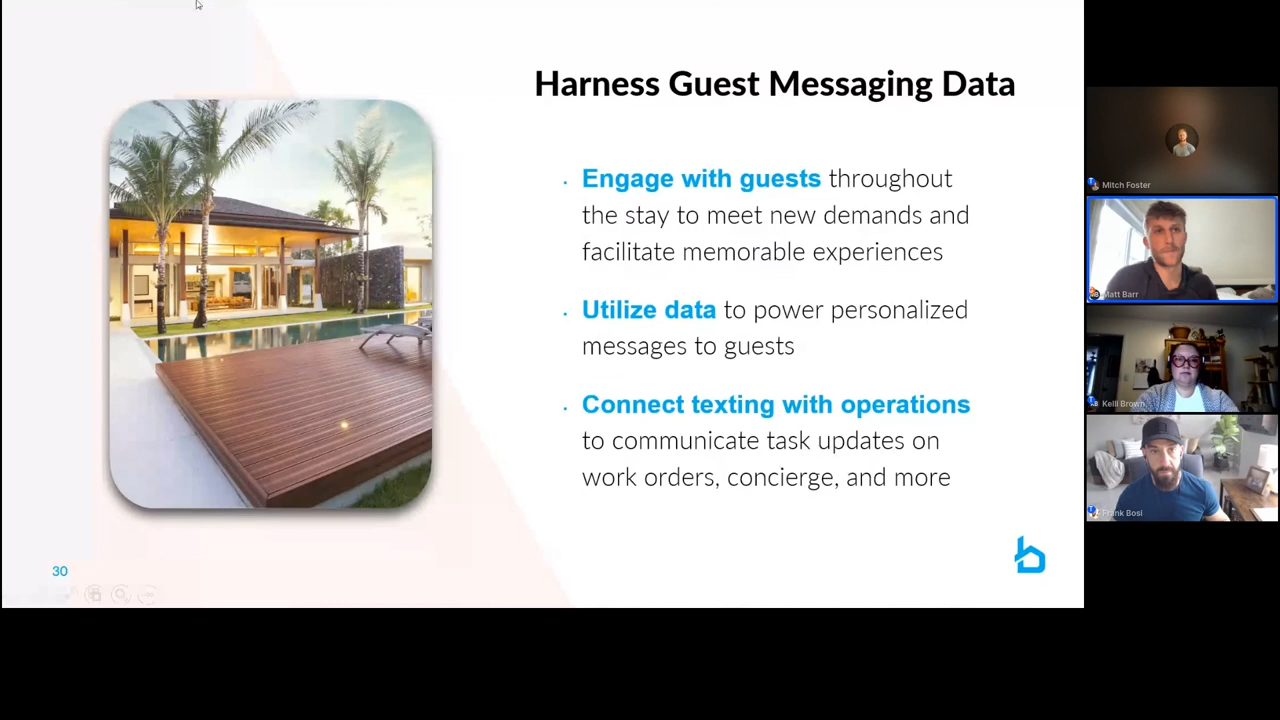 Harness Guest Messaging Data
Engage with guests throughout
the stay to meet new demands and
facilitate memorable experiences
Utilize data to power personalized
messages to guests
Connect texting with operations
to communicate task updates on
work orders, concierge, and more
30
Mitch Foster
Matt Barr
Kelli Brown
Frank Bosi